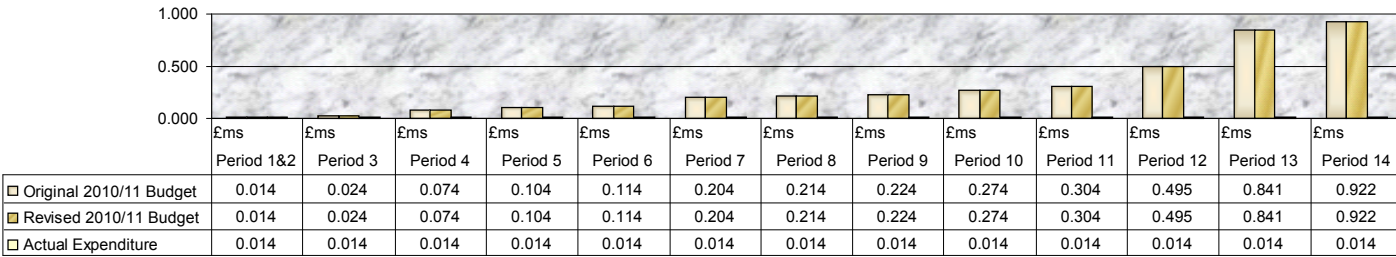 1.000
0.500
0.000
£ms £ms £ms £ms £ms £ms £ms £ms £ms £ms £ms £ms £ms
Period 1&2 Period 3 Period 4 Period 5 Period 6 Period 7 Period 8 Period 9 Period 10 Period 11 Period 12 Period 13 Period 14
Original 2010/11 Budget 0.014 0.024 0.074 0.104 0.114 0.204 0.214 0.224 0.274 0.304 0.495 0.841 0.922
Revised 2010/11 Budget 0.014 0.024 0.074 0.104 0.114 0.204 0.214 0.224 0.274 0.304 0.495 0.841 0.922
Actual Expenditure 0.014 0.014 0.014 0.014 0.014 0.014 0.014 0.014 0.014 0.014 0.014 0.014 0.014